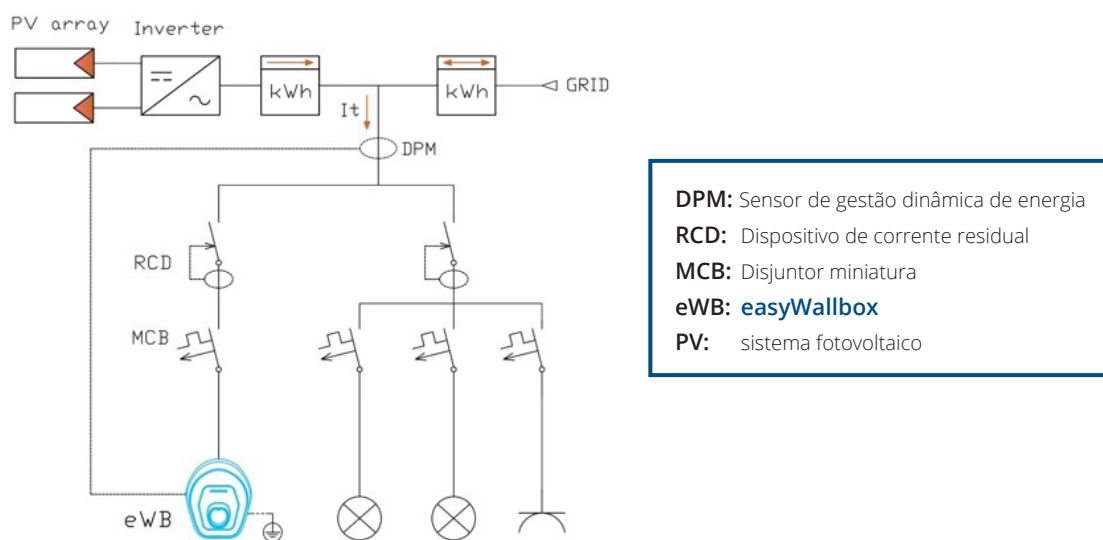 PV array
Inverter
kWh
kWh
GRID
It
DPM
RCD
MCB
eWB
DPM: Sensor de gestão dinâmica de energia
RCD: Dispositivo de corrente residual
MCB: Disjuntor miniatura
eWB: easyWallbox
PV: sistema fotovoltaico